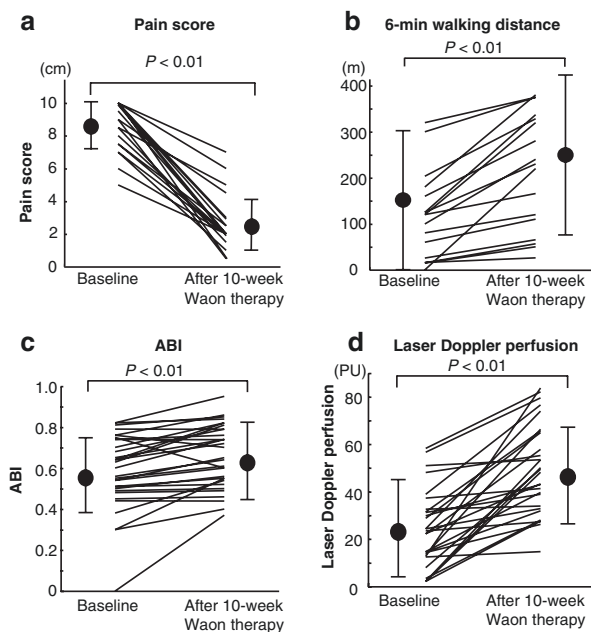 a
Pain score
(cm)
P < 0.01
10
8
6
4
2
0
Pain score
Baseline
After 10-week
Waon therapy
b
6-min walking distance
(m)
P < 0.01
400
300
200
100
0
Baseline
After 10-week
Waon therapy
c
ABI
P < 0.01
1.0
0.8
0.6
0.4
0.2
0
ABI
Baseline
After 10-week
Waon therapy
d
Laser Doppler perfusion
(PU)
P < 0.01
80
60
40
20
0
Laser Doppler perfusion
Baseline
After 10-week
Waon therapy